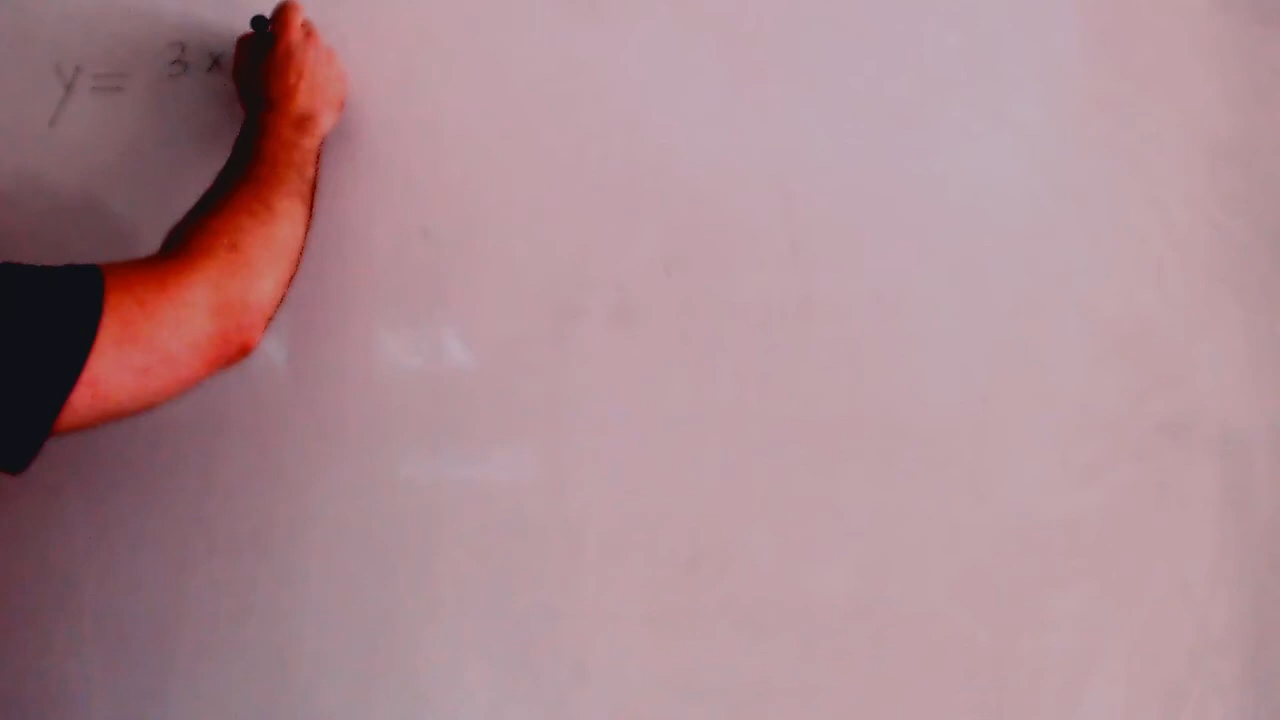 y = 3x